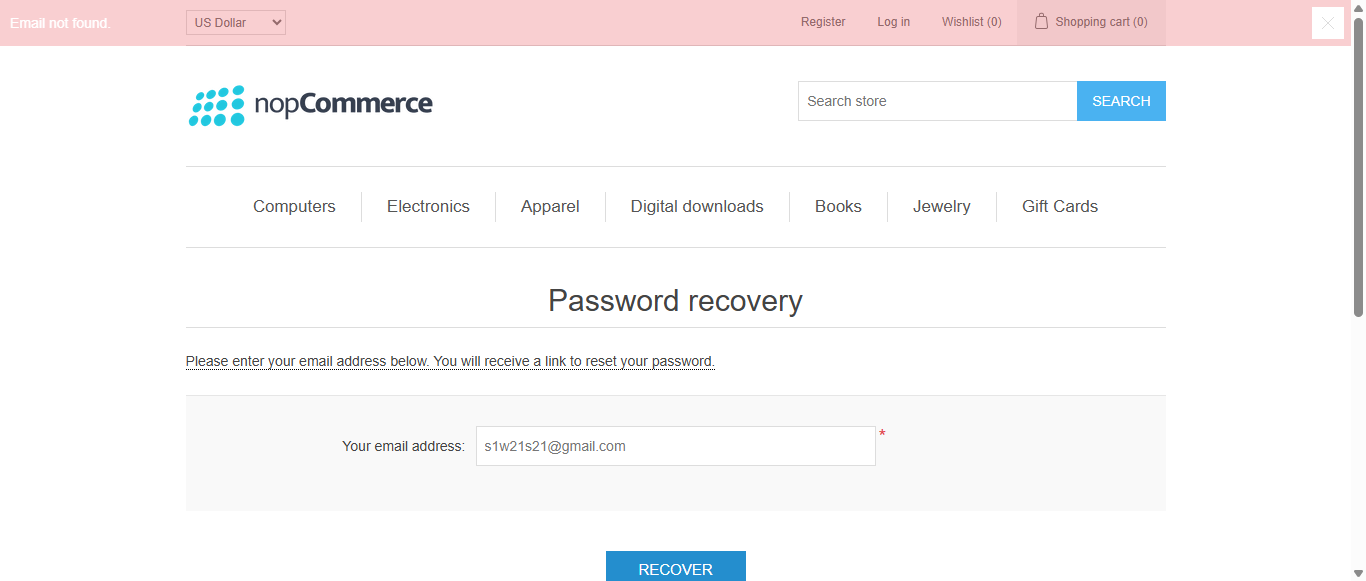 Email not found.
US Dollar
Register
Log in
Wishlist (0)
Shopping cart (0)
nopCommerce
Search store
SEARCH
Computers
Electronics
Apparel
Digital downloads
Books
Jewelry
Gift Cards
Password recovery
Please enter your email address below. You will receive a link to reset your password.
Your email address: s1w21s21@gmail.com *
RECOVER